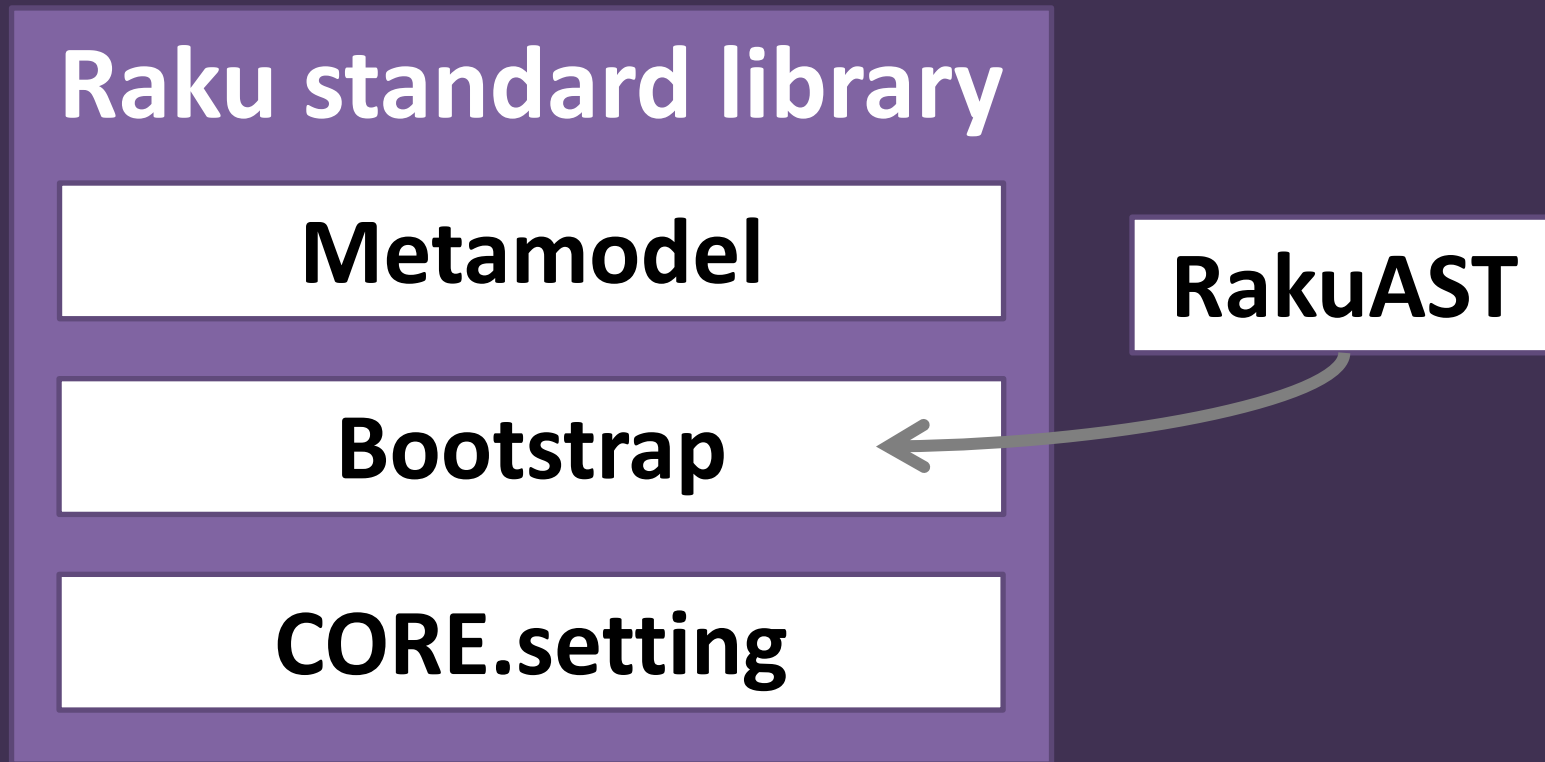 Raku standard library
Metamodel
RakuAST
Bootstrap
CORE.setting